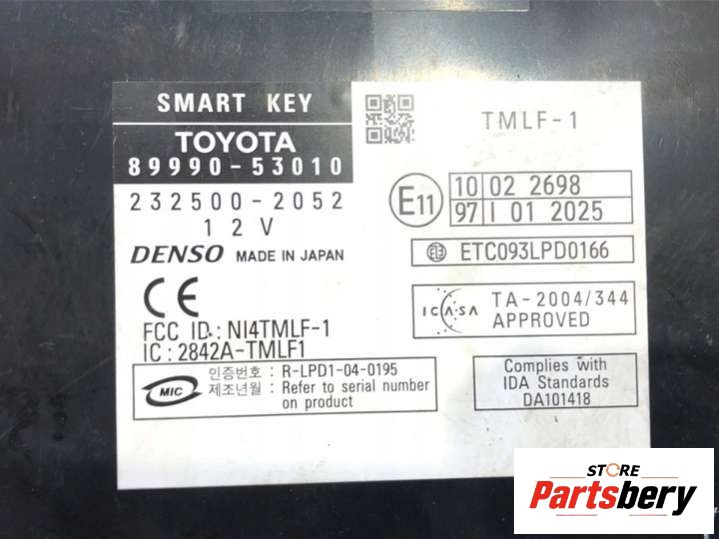 SMART KEY
TOYOTA
89990-53010
232500-2052
12V
DENSO MADE IN JAPAN
CE
FCC ID: NI4TMLF-1
IC: 2842A-TMLF1
MIC
인증번호 : R-LPD1-04-0195
제조년월 : Refer to serial number
on product
TMLF-1
E11
10 02 2698
97 I 01 2025
ETC093LPD0166
ICASA
TA-2004/344
APPROVED
Complies with
IDA Standards
DA101418
STORE
Partsbery